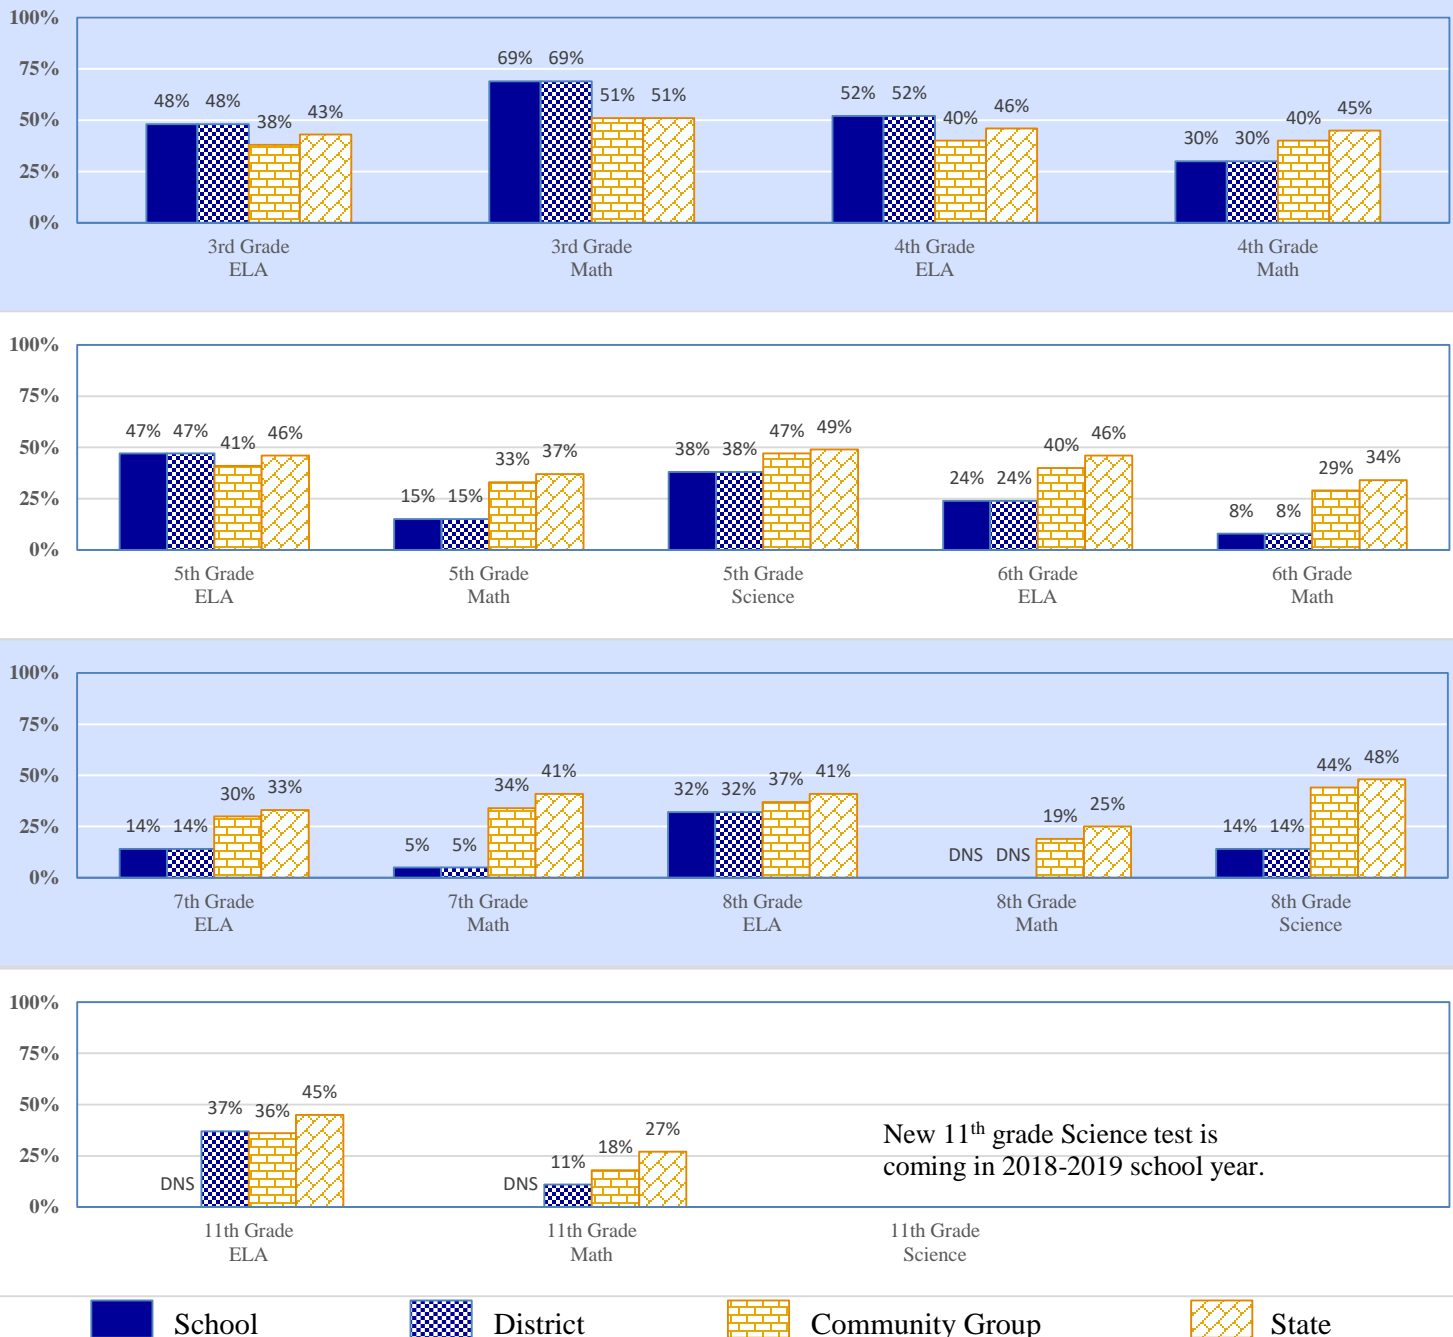 100%
75%
50%
25%
0%
48% 48% 38% 43%
69% 69% 51% 51%
52% 52% 40% 46%
30% 30% 40% 45%
3rd Grade
ELA
3rd Grade
Math
4th Grade
ELA
4th Grade
Math
100%
75%
50%
25%
0%
47% 47% 41% 46%
15% 15% 33% 37%
38% 38% 47% 49%
24% 24% 40% 46%
8% 8% 29% 34%
5th Grade
ELA
5th Grade
Math
5th Grade
Science
6th Grade
ELA
6th Grade
Math
100%
75%
50%
25%
0%
14% 14% 30% 33%
5% 5% 34% 41%
32% 32% 37% 41%
DNS DNS 19% 25%
14% 14% 44% 48%
7th Grade
ELA
7th Grade
Math
8th Grade
ELA
8th Grade
Math
8th Grade
Science
100%
75%
50%
25%
0%
DNS 37% 36% 45%
DNS 11% 18% 27%
New 11th grade Science test is
coming in 2018-2019 school year.
11th Grade
ELA
11th Grade
Math
11th Grade
Science
School District Community Group State